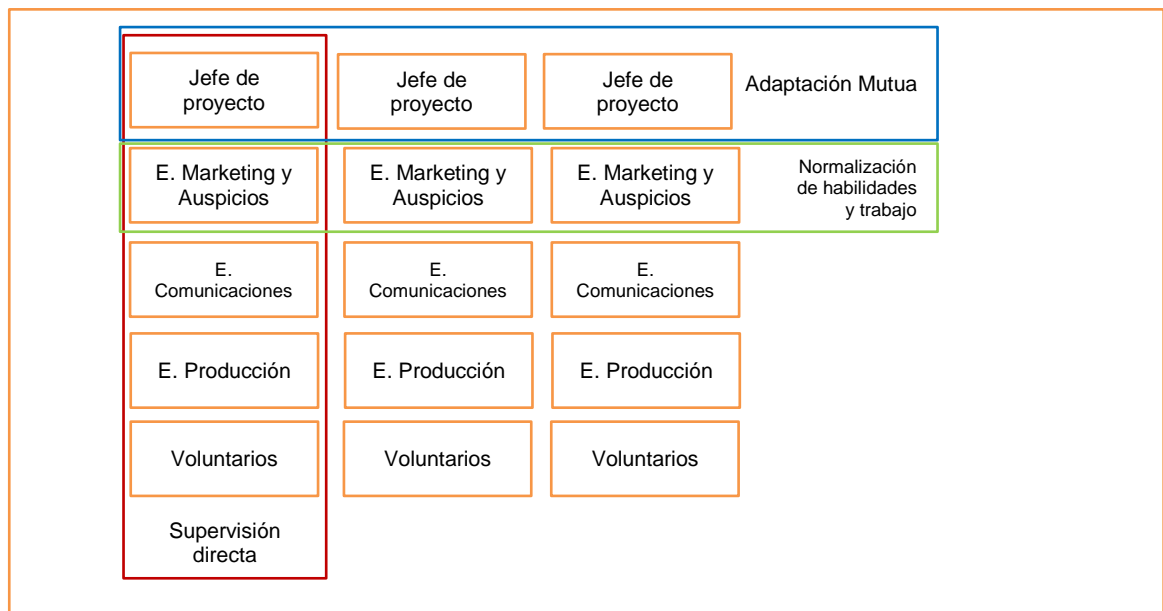 Jefe de
proyecto
Jefe de
proyecto
Jefe de
proyecto
Adaptación Mutua
E. Marketing y
Auspicios
E. Marketing y
Auspicios
E. Marketing y
Auspicios
Normalización
de habilidades
y trabajo
E.
Comunicaciones
E.
Comunicaciones
E.
Comunicaciones
E. Producción
E. Producción
E. Producción
Voluntarios
Voluntarios
Voluntarios
Supervisión
directa